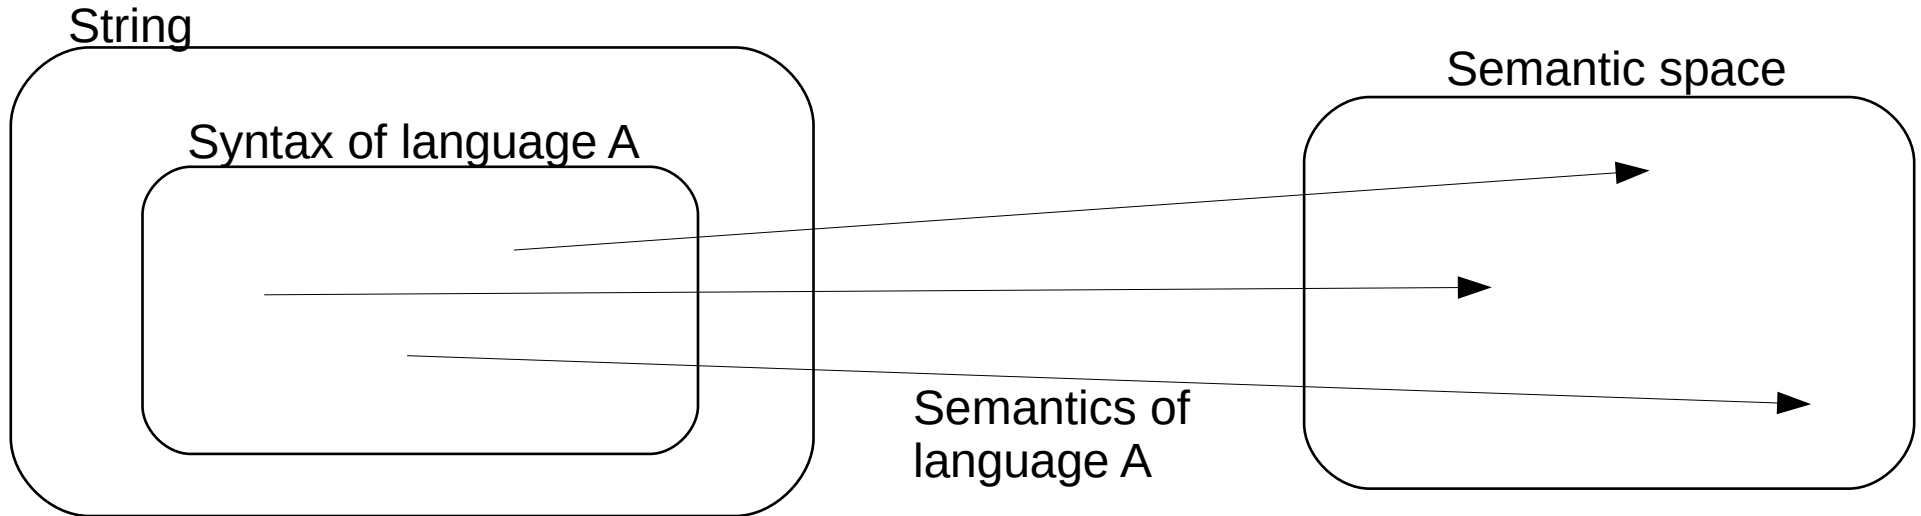 String
Semantic space
Syntax of language A
Semantics of
language A